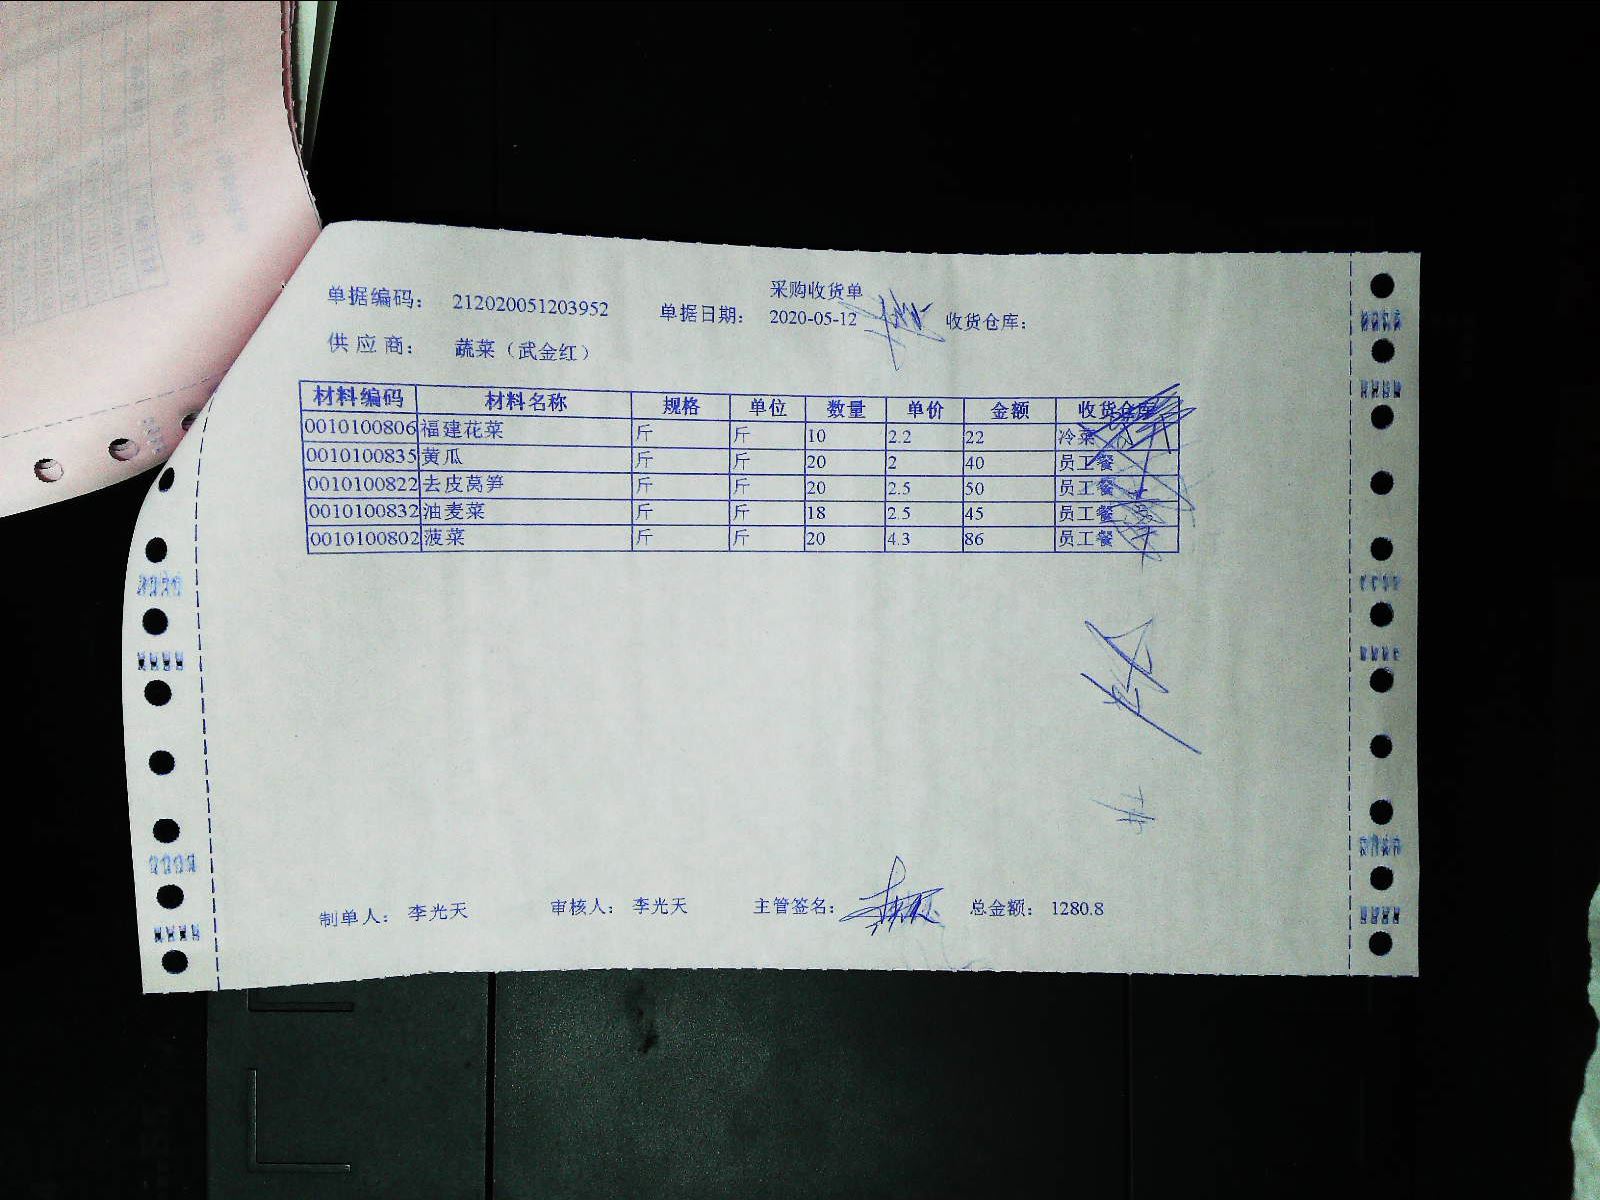 采购收货单
单据编码： 212020051203952 单据日期： 2020-05-12 收货仓库：
供应商： 蔬菜（武金红）
材料编码 材料名称 规格 单位 数量 单价 金额 收货仓库
0010100806 福建花菜 斤 斤 10 2.2 22 冷菜
0010100835 黄瓜 斤 斤 20 2 40 员工餐
0010100822 去皮莴笋 斤 斤 20 2.5 50 员工餐
0010100832 油麦菜 斤 斤 18 2.5 45 员工餐
0010100802 菠菜 斤 斤 20 4.3 86 员工餐
制单人： 李光天 审核人： 李光天 主管签名： 总金额： 1280.8